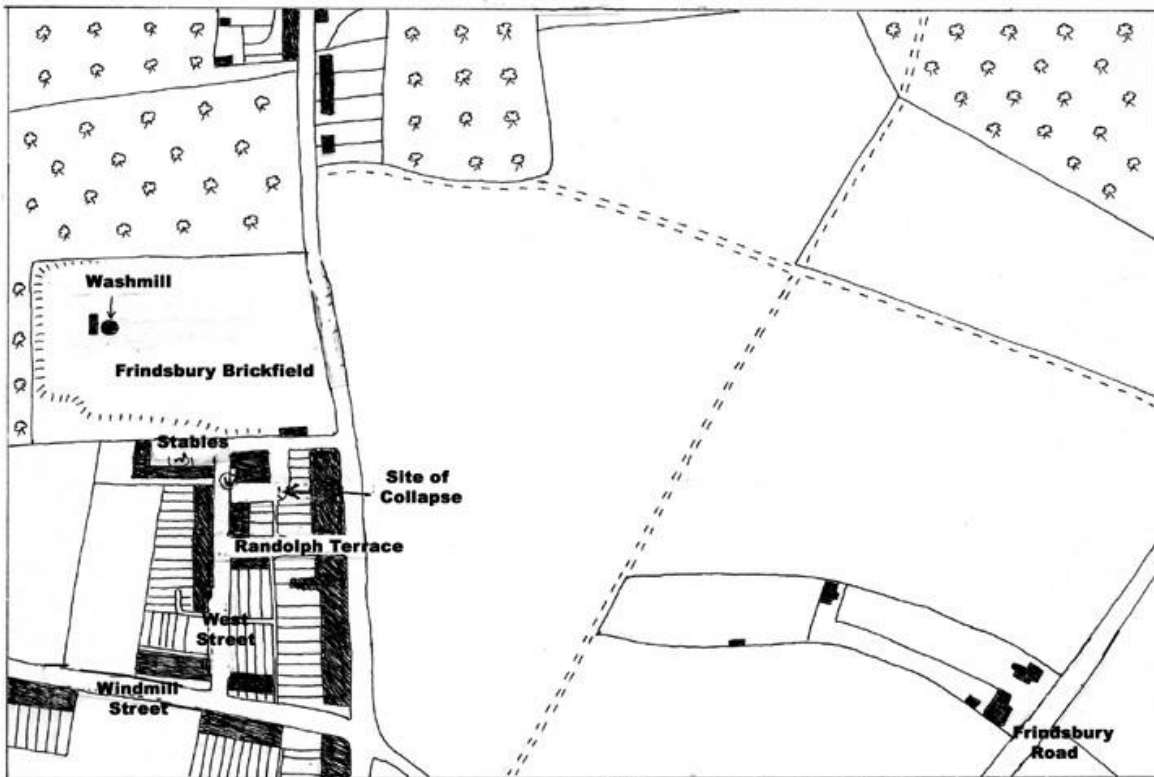 Washmill
Frindsbury Brickfield
Stables
Site of
Collapse
Randolph Terrace
West
Street
Windmill
Street
Frindsbury
Road